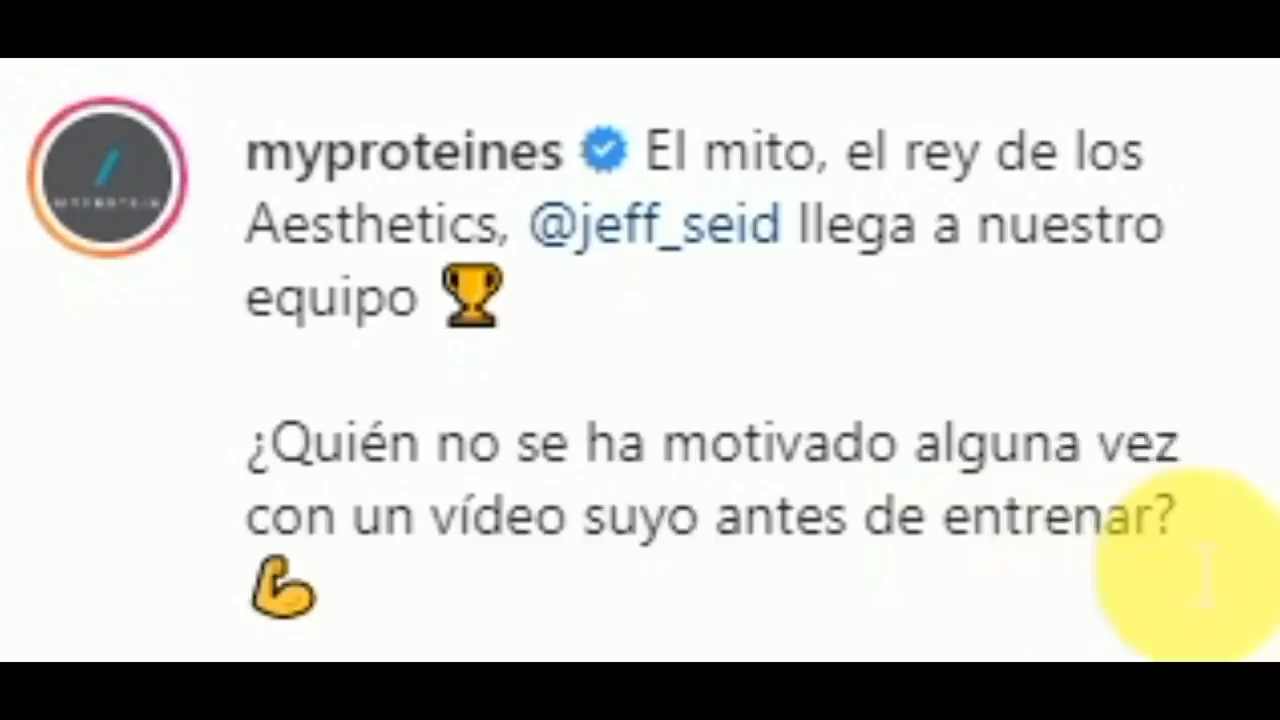 myproteines El mito, el rey de los
Aesthetics, @jeff_seid llega a nuestro
equipo 🏆
¿Quién no se ha motivado alguna vez
con un vídeo suyo antes de entrenar?
💪
MYPROTEIN